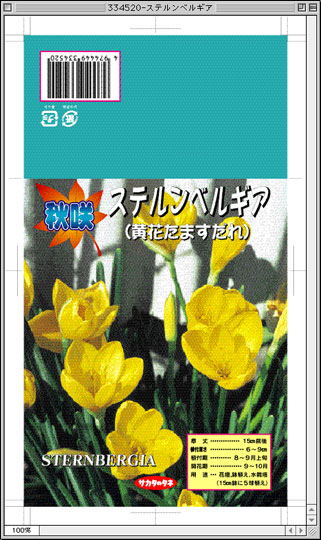 334520-ステルンベルギア
4974449334520
秋咲
ステルンベルギア
(黄花たますだれ)
STERNBERGIA
サカタのタネ
草 丈 ………… 15㎝前後
植付深さ ………… 6〜9㎝
植付期 ……… 8〜9月上旬
開花期 ………… 9〜10月
用 途 … 花壇,鉢植え,水栽培
(15㎝鉢に5球植え)
100%